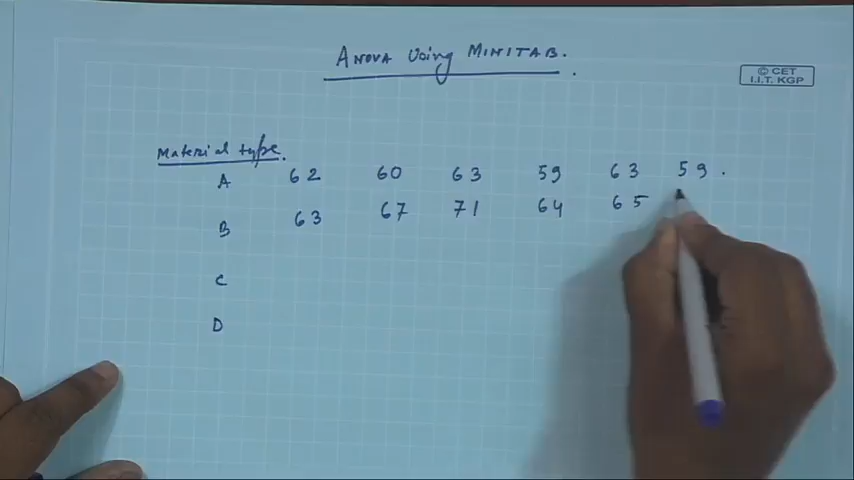 ANOVA Using MINITAB.
© CET
I.I.T. KGP
Material type.
A 62 60 63 59 63 59.
B 63 67 71 64 65
C
D